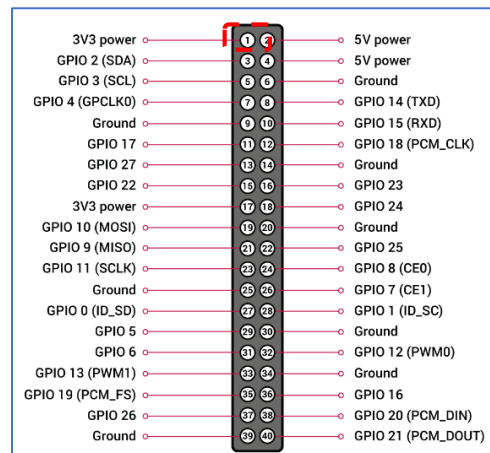 3V3 power 1 2 5V power
GPIO 2 (SDA) 3 4 5V power
GPIO 3 (SCL) 5 6 Ground
GPIO 4 (GPCLK0) 7 8 GPIO 14 (TXD)
Ground 9 10 GPIO 15 (RXD)
GPIO 17 11 12 GPIO 18 (PCM_CLK)
GPIO 27 13 14 Ground
GPIO 22 15 16 GPIO 23
3V3 power 17 18 GPIO 24
GPIO 10 (MOSI) 19 20 Ground
GPIO 9 (MISO) 21 22 GPIO 25
GPIO 11 (SCLK) 23 24 GPIO 8 (CE0)
Ground 25 26 GPIO 7 (CE1)
GPIO 0 (ID_SD) 27 28 GPIO 1 (ID_SC)
GPIO 5 29 30 Ground
GPIO 6 31 32 GPIO 12 (PWM0)
GPIO 13 (PWM1) 33 34 Ground
GPIO 19 (PCM_FS) 35 36 GPIO 16
GPIO 26 37 38 GPIO 20 (PCM_DIN)
Ground 39 40 GPIO 21 (PCM_DOUT)